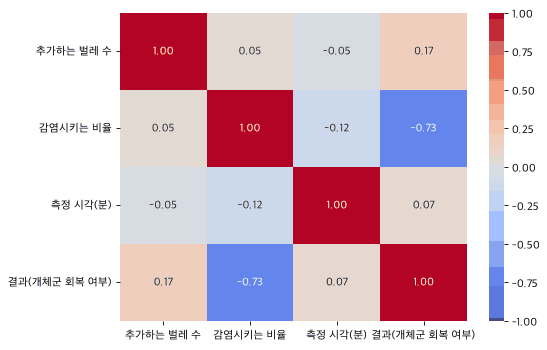 추가하는 벌레 수 1.00 0.05 -0.05 0.17
감염시키는 비율 0.05 1.00 -0.12 -0.73
측정 시각(분) -0.05 -0.12 1.00 0.07
결과(개체군 회복 여부) 0.17 -0.73 0.07 1.00
추가하는 벌레 수 감염시키는 비율 측정 시각(분) 결과(개체군 회복 여부)
1.00
0.75
0.50
0.25
0.00
-0.25
-0.50
-0.75
-1.00